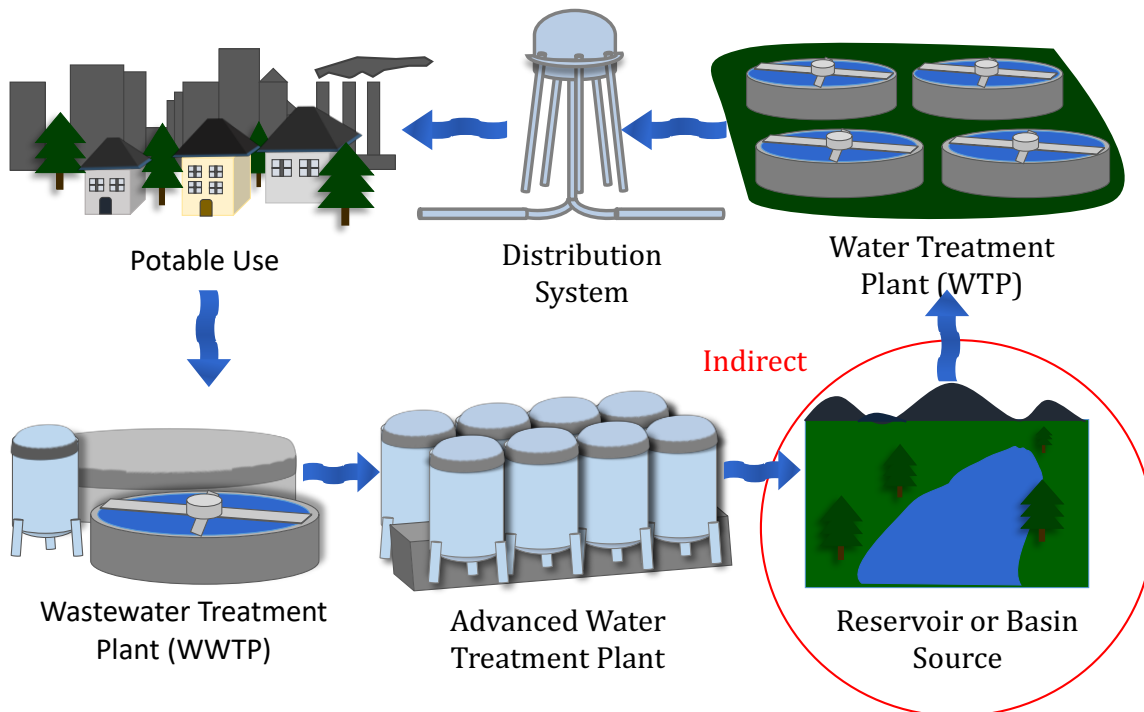 Potable Use
Distribution
System
Water Treatment
Plant (WTP)
Indirect
Wastewater Treatment
Plant (WWTP)
Advanced Water
Treatment Plant
Reservoir or Basin
Source